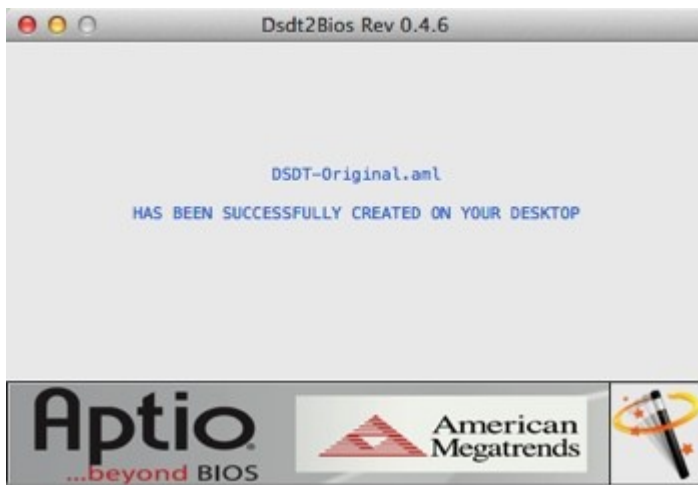 Dsdt2Bios Rev 0.4.6
DSDT-Original.aml
HAS BEEN SUCCESSFULLY CREATED ON YOUR DESKTOP
Aptio
...beyond BIOS
American
Megatrends